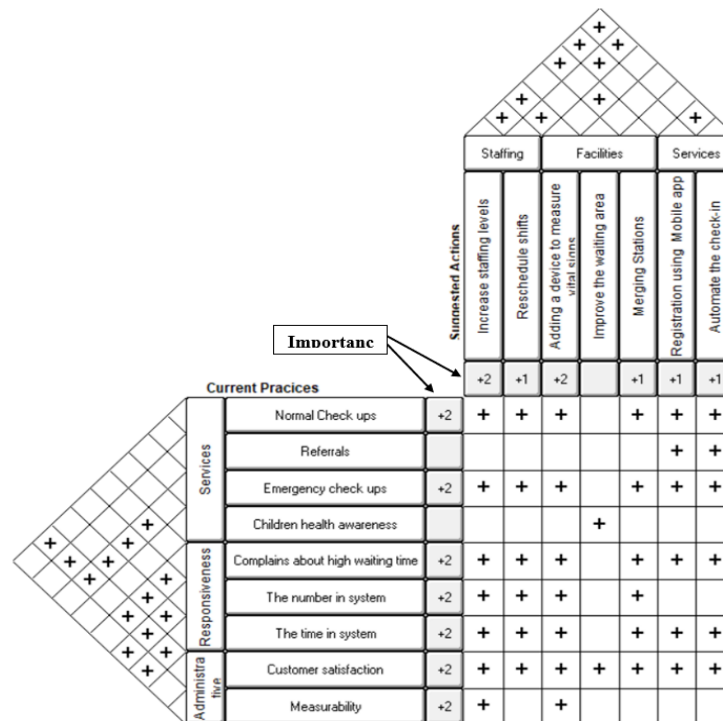 Staffing
Facilities
Services
Suggested Actions
Increase staffing levels
Reschedule shifts
Adding a device to measure
vital signs
Improve the waiting area
Merging Stations
Registration using Mobile app
Automate the check-in
Importanc
+2
+1
+2
+1
+1
+1
Current Pracices
Services
Normal Check ups +2 + + + + + +
Referrals + +
Emergency check ups +2 + + + + + +
Children health awareness +
Responsiveness
Complains about high waiting time +2 + + + + + +
The number in system +2 + + + +
The time in system +2 + + + + + +
Administra
tive
Customer satisfaction +2 + + + + + + +
Measurability +2 + +